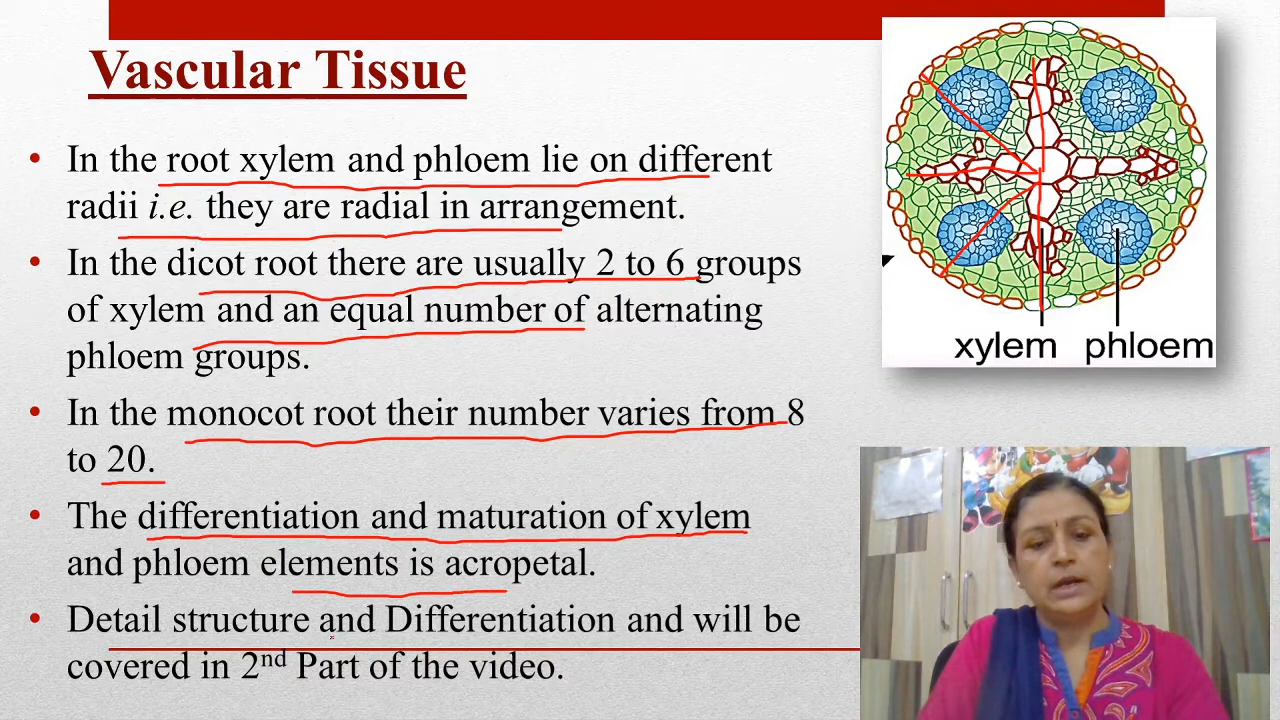 Vascular Tissue
• In the root xylem and phloem lie on different
radii i.e. they are radial in arrangement.
• In the dicot root there are usually 2 to 6 groups
of xylem and an equal number of alternating
phloem groups.
• In the monocot root their number varies from 8
to 20.
• The differentiation and maturation of xylem
and phloem elements is acropetal.
• Detail structure and Differentiation and will be
covered in 2nd Part of the video.
xylem phloem